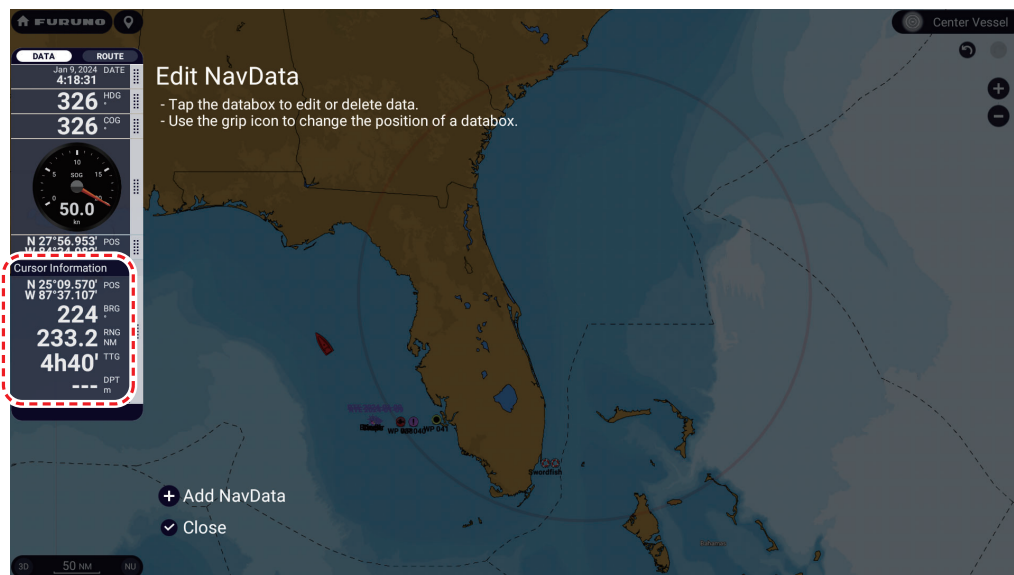 FURUNO
Center Vessel
DATA ROUTE
Jan 9, 2024 DATE
4:18:31
326 HDG
°
326 COG
°
10
5 SOG 15
0 20
50.0
kn
N 27°56.953' POS
Cursor Information
N 25°09.570' POS
W 87°37.107'
224 BRG
°
233.2 RNG
NM
4h40' TTG
--- DPT
m
Edit NavData
- Tap the databox to edit or delete data.
- Use the grip icon to change the position of a databox.
WP 041
Swordfish
Bahamas
+ Add NavData
Close
3D 50 NM NU